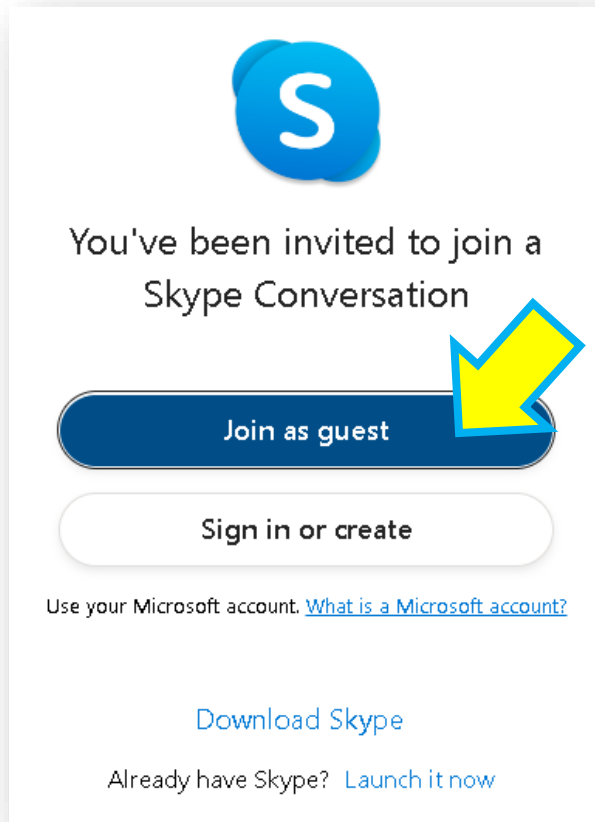 S
You've been invited to join a
Skype Conversation
Join as guest
Sign in or create
Use your Microsoft account. What is a Microsoft account?
Download Skype
Already have Skype? Launch it now